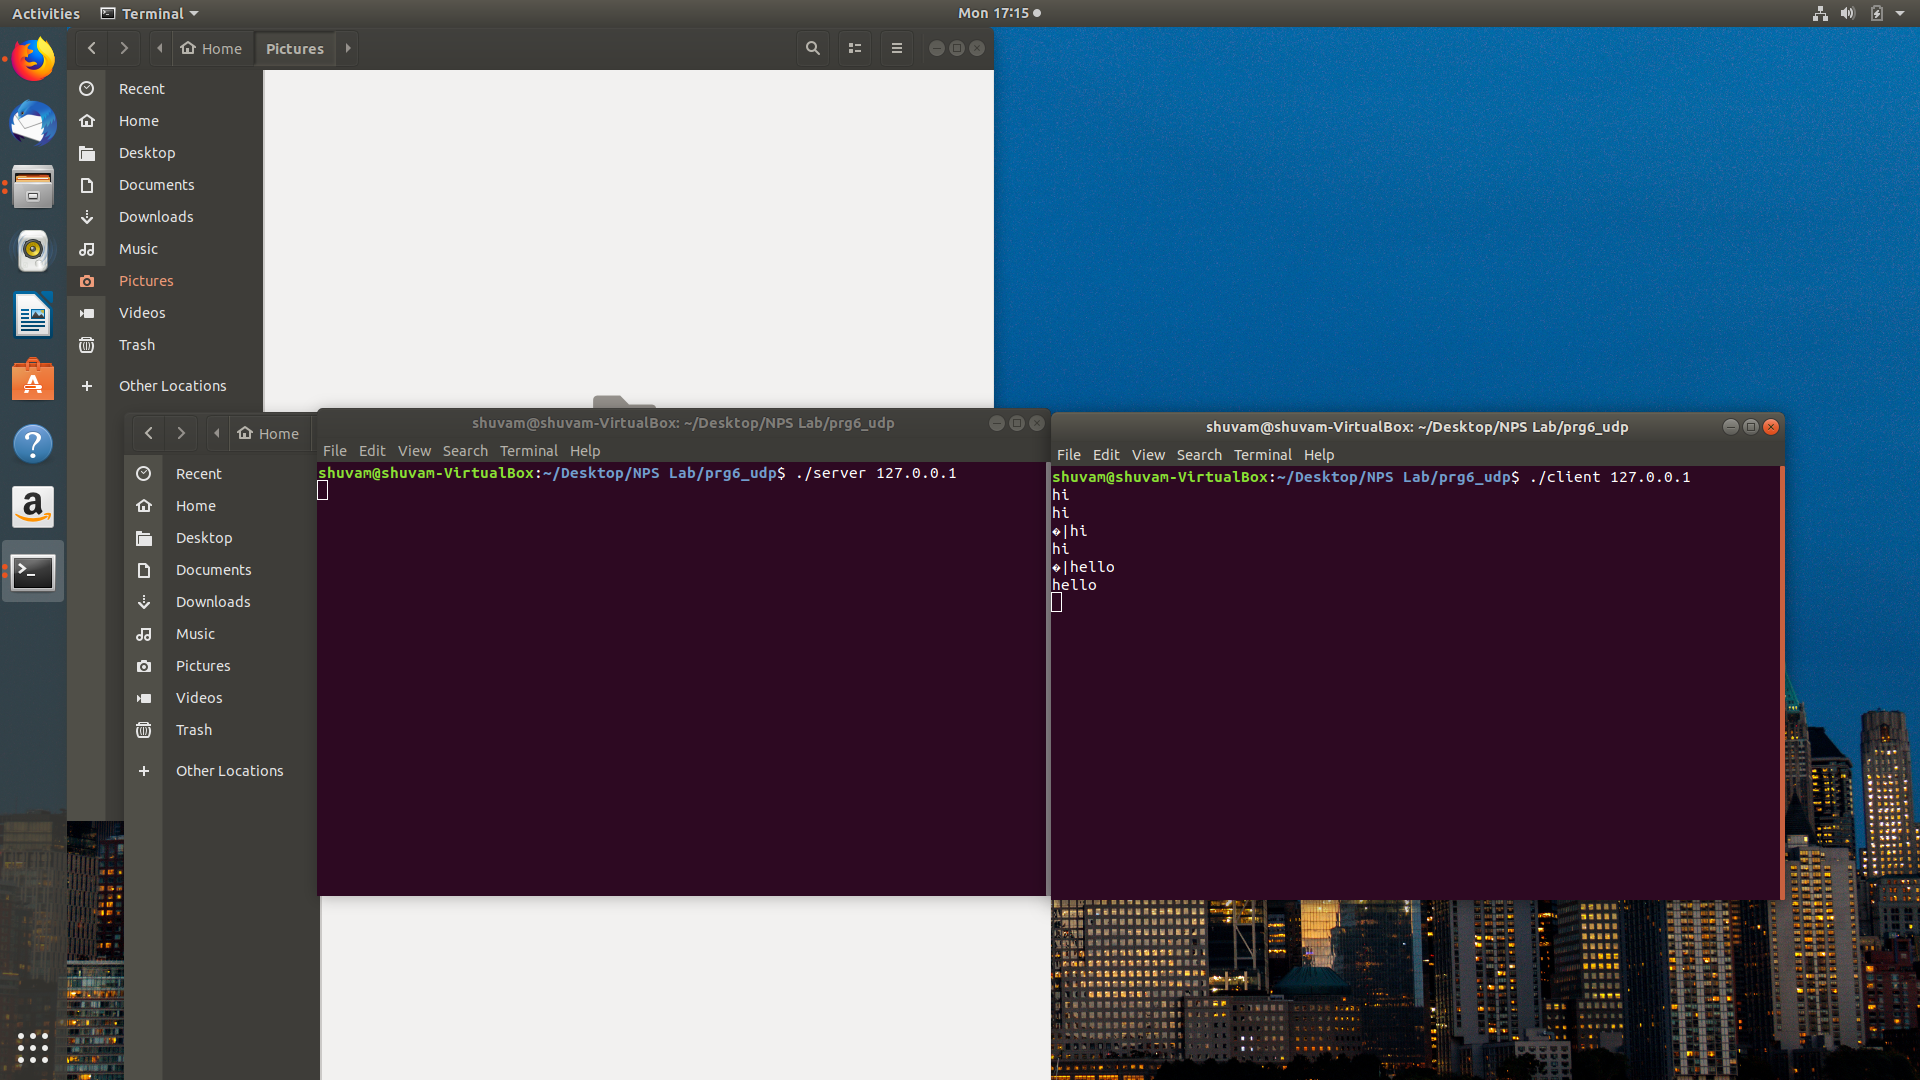 Activities
Terminal
Mon 17:15
Home
Pictures
Recent
Home
Desktop
Documents
Downloads
Music
Pictures
Videos
Trash
Other Locations
Home
Recent
Home
Desktop
Documents
Downloads
Music
Pictures
Videos
Trash
Other Locations
shuvam@shuvam-VirtualBox: ~/Desktop/NPS Lab/prg6_udp
File Edit View Search Terminal Help
shuvam@shuvam-VirtualBox:~/Desktop/NPS Lab/prg6_udp$ ./server 127.0.0.1
shuvam@shuvam-VirtualBox: ~/Desktop/NPS Lab/prg6_udp
File Edit View Search Terminal Help
shuvam@shuvam-VirtualBox:~/Desktop/NPS Lab/prg6_udp$ ./client 127.0.0.1
hi
hi
�|hi
hi
�|hello
hello